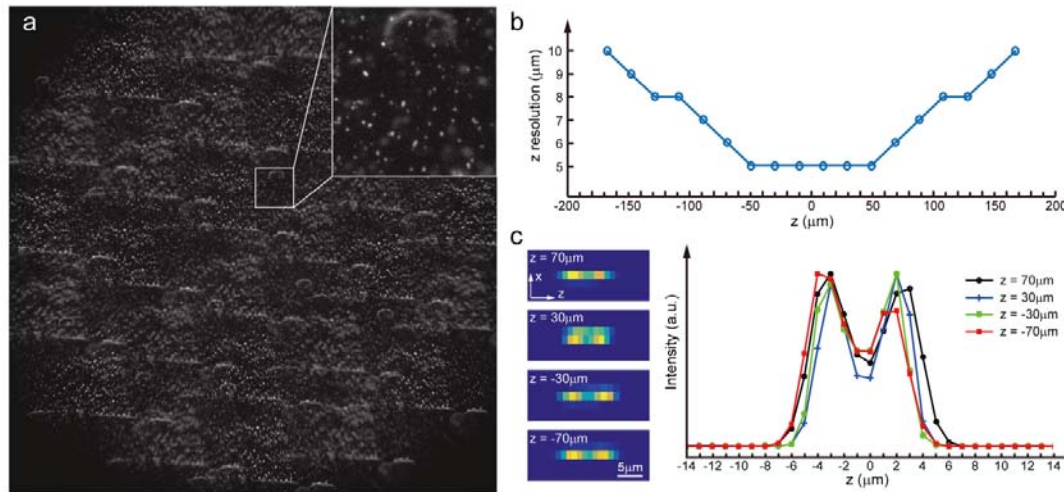 a
b
z resolution (μm)
10
9
8
7
6
5
-200 -150 -100 -50 0 50 100 150 200
z (μm)
c
z = 70μm
x
z
30μm
z = -30μm
z = -70μm
5μm
Intensity (a.u.)
z = 70μm
z = 30μm
z = -30μm
z = -70μm
-14 -12 -10 -8 -6 -4 -2 0 2 4 6 8 10 12 14
z (μm)